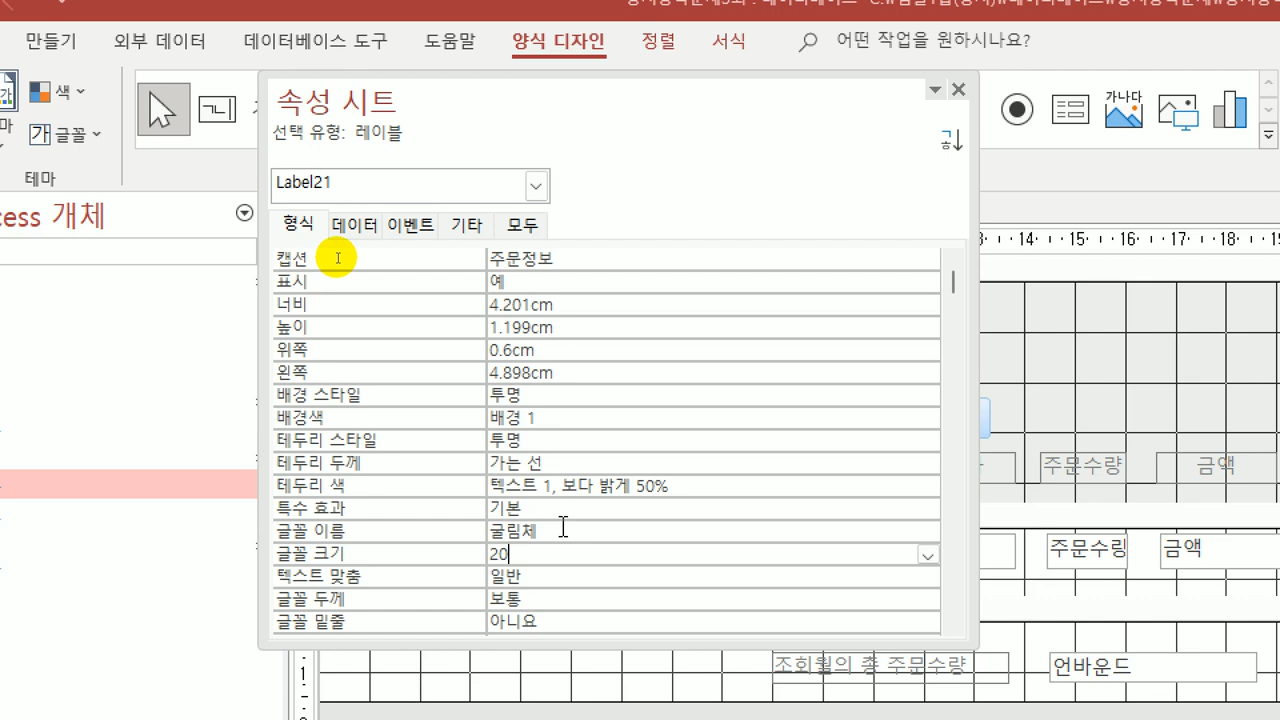 만들기 외부 데이터 데이터베이스 도구 도움말 양식 디자인 정렬 서식 어떤 작업을 원하시나요?
가 색
마 가 글꼴
가나다
테마
cess 개체
속성 시트
선택 유형: 레이블
Label21
형식 데이터 이벤트 기타 모두
캡션 주문정보
표시 예
너비 4.201cm
높이 1.199cm
위쪽 0.6cm
왼쪽 4.898cm
배경 스타일 투명
배경색 배경 1
테두리 스타일 투명
테두리 두께 가는 선
테두리 색 텍스트 1, 보다 밝게 50%
특수 효과 기본
글꼴 이름 굴림체
글꼴 크기 20
텍스트 맞춤 일반
글꼴 두께 보통
글꼴 밑줄 아니요
14 15 16 17 18
주문수량 금액
주문수량 금액
조회월의 총 주문수량 언바운드
1